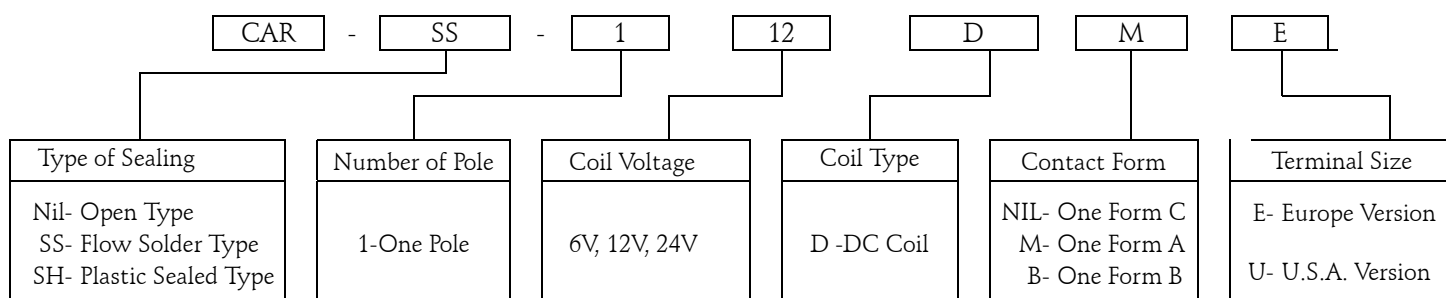 CAR - SS - 1 12 D M E
Type of Sealing
Nil- Open Type
SS- Flow Solder Type
SH- Plastic Sealed Type
Number of Pole
1-One Pole
Coil Voltage
6V, 12V, 24V
Coil Type
D -DC Coil
Contact Form
NIL- One Form C
M- One Form A
B- One Form B
Terminal Size
E- Europe Version
U- U.S.A. Version